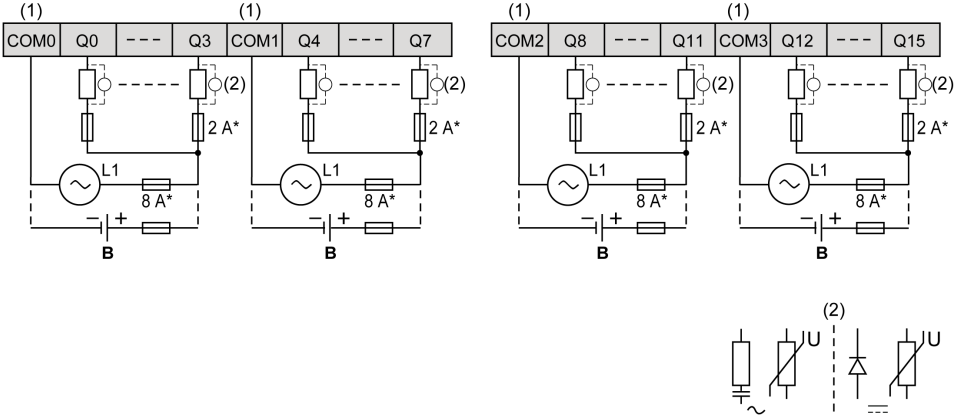 (1) (1) (1) (1)
COM0 Q0 --- Q3 COM1 Q4 --- Q7 COM2 Q8 --- Q11 COM3 Q12 --- Q15
(2) (2) (2) (2)
2 A* 2 A* 2 A* 2 A*
L1 L1 L1 L1
8 A* 8 A* 8 A* 8 A*
− + − + − + − +
B B B B
(2)
U U